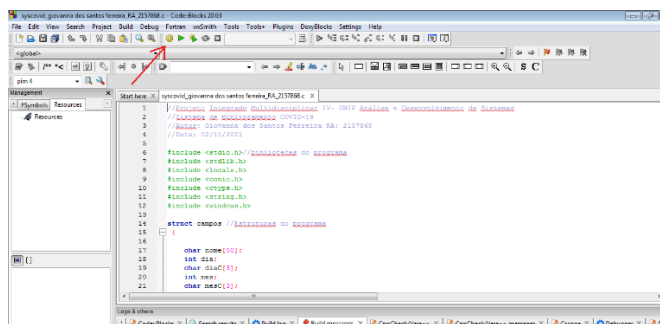 syscovid_giovanna dos santos ferreira_RA_2157868.c - Code::Blocks 20.03
File Edit View Search Project Build Debug Fortran wxSmith Tools Tools+ Plugins DoxyBlocks Settings Help
<global>
pim 6
Management
Start here X syscovid_giovanna dos santos ferreira_RA_2157868.c X
FSymbols Resources
Resources
1 //Projeto Integrado Multidisciplinar IV- UNIP Análise e Desenvolvimento de Sistemas
2 //Sistema de Monitoramento COVID-19
3 //Autor: Giovanna dos Santos Ferreira RA: 2157868
4 //Data: 02/11/2021
5
6 #include <stdio.h>//bibliotecas do programa
7 #include <stdlib.h>
8 #include <locale.h>
9 #include <conio.h>
10 #include <ctype.h>
11 #include <string.h>
12 #include <windows.h>
13
14 struct campos //Estruturas do programa
15 {
16
17 char nome[50];
18 int dia;
19 char diaC[3];
20 int mes;
21 char mesC[3];
Logs & others
Code::Blocks X Search results X Build log X Build messages X CppCheck/Vera++ X CppCheck/Vera++ messages X Cscope X Debugger X